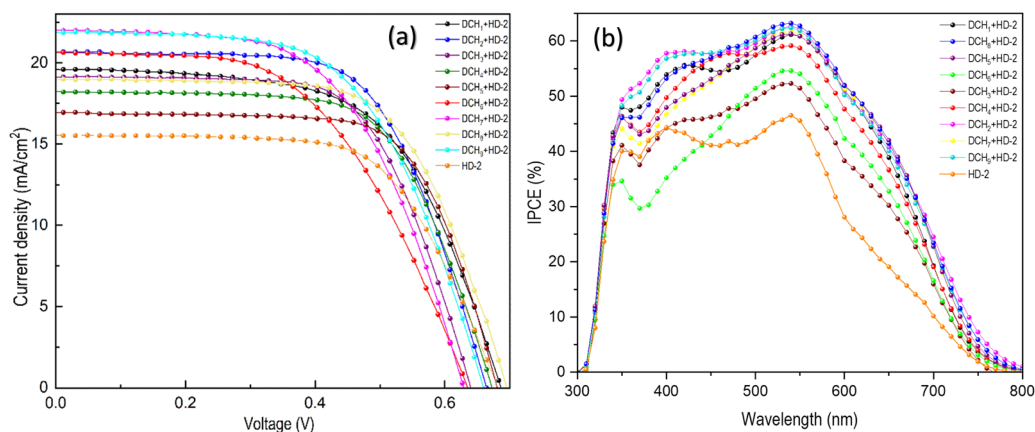 (a)
DCH₁+HD-2
DCH₂+HD-2
DCH₃+HD-2
DCH₄+HD-2
DCH₅+HD-2
DCH₆+HD-2
DCH₇+HD-2
DCH₈+HD-2
DCH₉+HD-2
HD-2
Current density (mA/cm²)
20
15
10
5
0
0.0
0.2
0.4
0.6
Voltage (V)
(b)
DCH₁+HD-2
DCH₈+HD-2
DCH₅+HD-2
DCH₆+HD-2
DCH₃+HD-2
DCH₄+HD-2
DCH₂+HD-2
DCH₇+HD-2
DCH₉+HD-2
HD-2
IPCE (%)
60
50
40
30
20
10
0
300
400
500
600
700
800
Wavelength (nm)